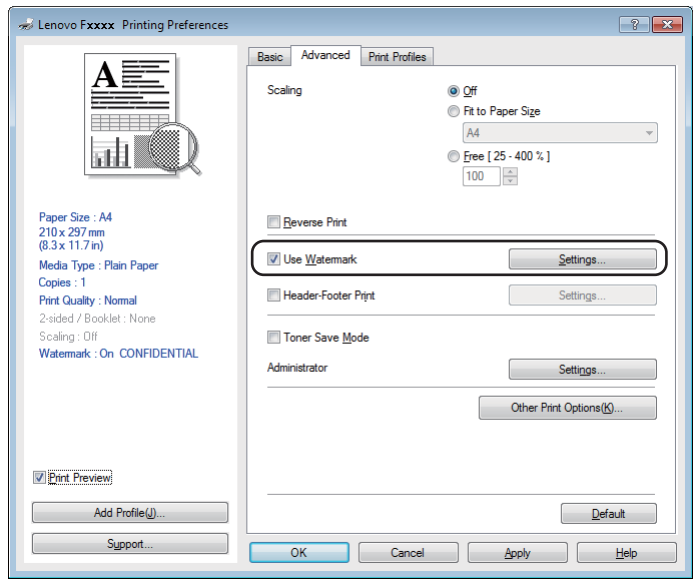 Lenovo Fxxxx Printing Preferences
A
Paper Size : A4
210 x 297 mm
(8.3 x 11.7 in)
Media Type : Plain Paper
Copies : 1
Print Quality : Normal
2-sided / Booklet : None
Scaling : Off
Watermark : On CONFIDENTIAL
Print Preview
Add Profile(J)...
Support...
Basic Advanced Print Profiles
Scaling
Off
Fit to Paper Size
A4
Free [ 25 - 400 % ]
100
Reverse Print
Use Watermark Settings...
Header-Footer Print Settings...
Toner Save Mode
Administrator Settings...
Other Print Options(K)...
Default
OK Cancel Apply Help